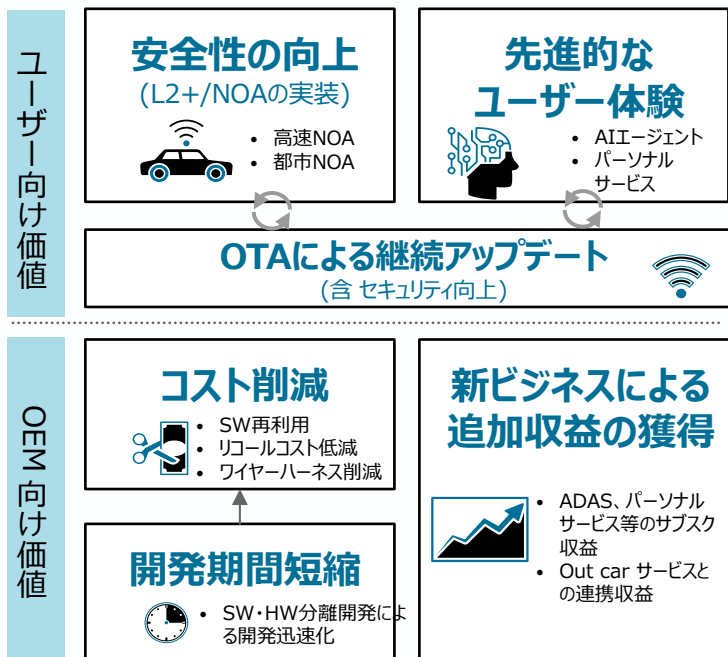 ユーザー向け価値
安全性の向上
(L2+/NOAの実装)
• 高速NOA
• 都市NOA
先進的な
ユーザー体験
• AIエージェント
• パーソナル
サービス
OTAによる継続アップデート
(含 セキュリティ向上)
OEM 向け価値
コスト削減
• SW再利用
• リコールコスト低減
• ワイヤーハーネス削減
開発期間短縮
• SW・HW分離開発によ
る開発迅速化
新ビジネスによる
追加収益の獲得
• ADAS、パーソナル
サービス等のサブスク
収益
• Out car サービスと
の連携収益